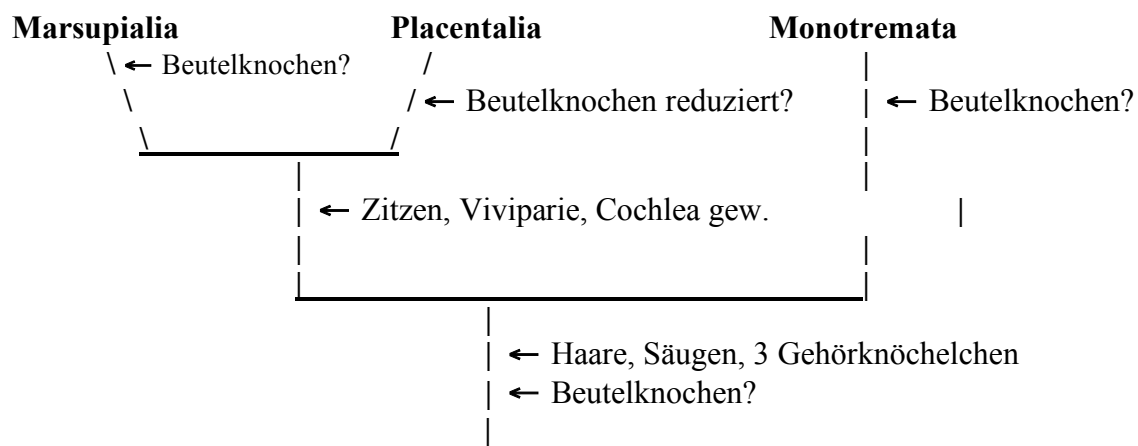 Marsupialia Placentalia Monotremata
← Beutelknochen?
← Beutelknochen reduziert? ← Beutelknochen?
← Zitzen, Viviparie, Cochlea gew.
← Haare, Säugen, 3 Gehörknöchelchen
← Beutelknochen?